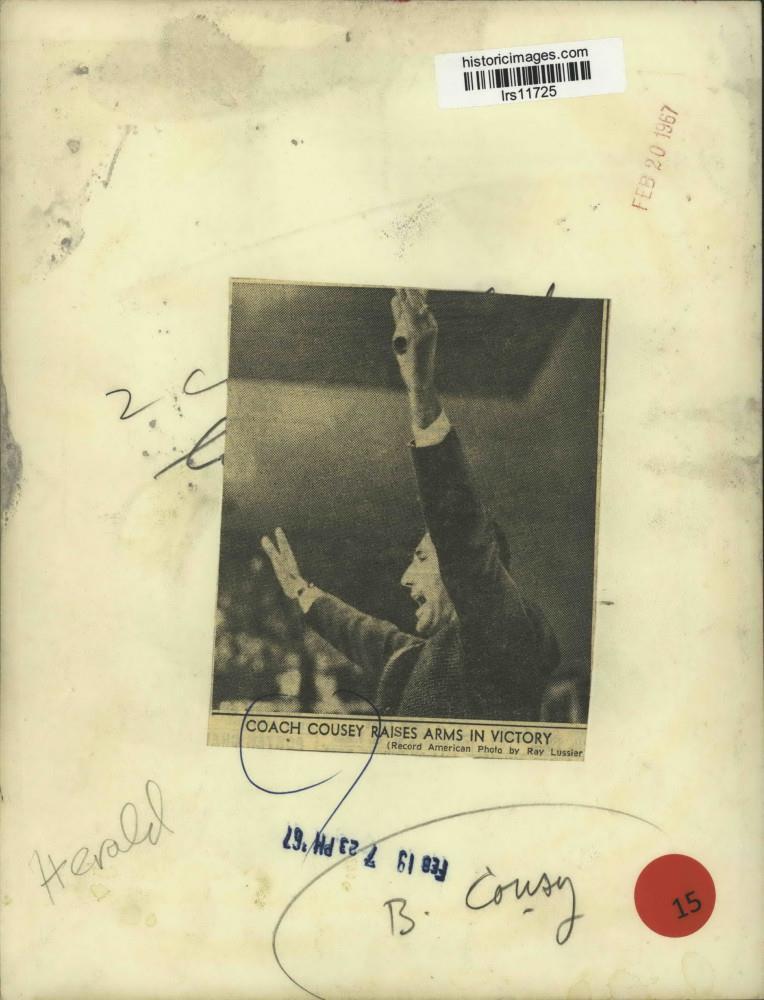 historicimages.com
lrs11725
FEB 20 1967
2 C
COACH COUSEY RAISES ARMS IN VICTORY
(Record American Photo by Ray Lussier
Herald
FEB 19 7 23 PM '67
B. Cousy
15